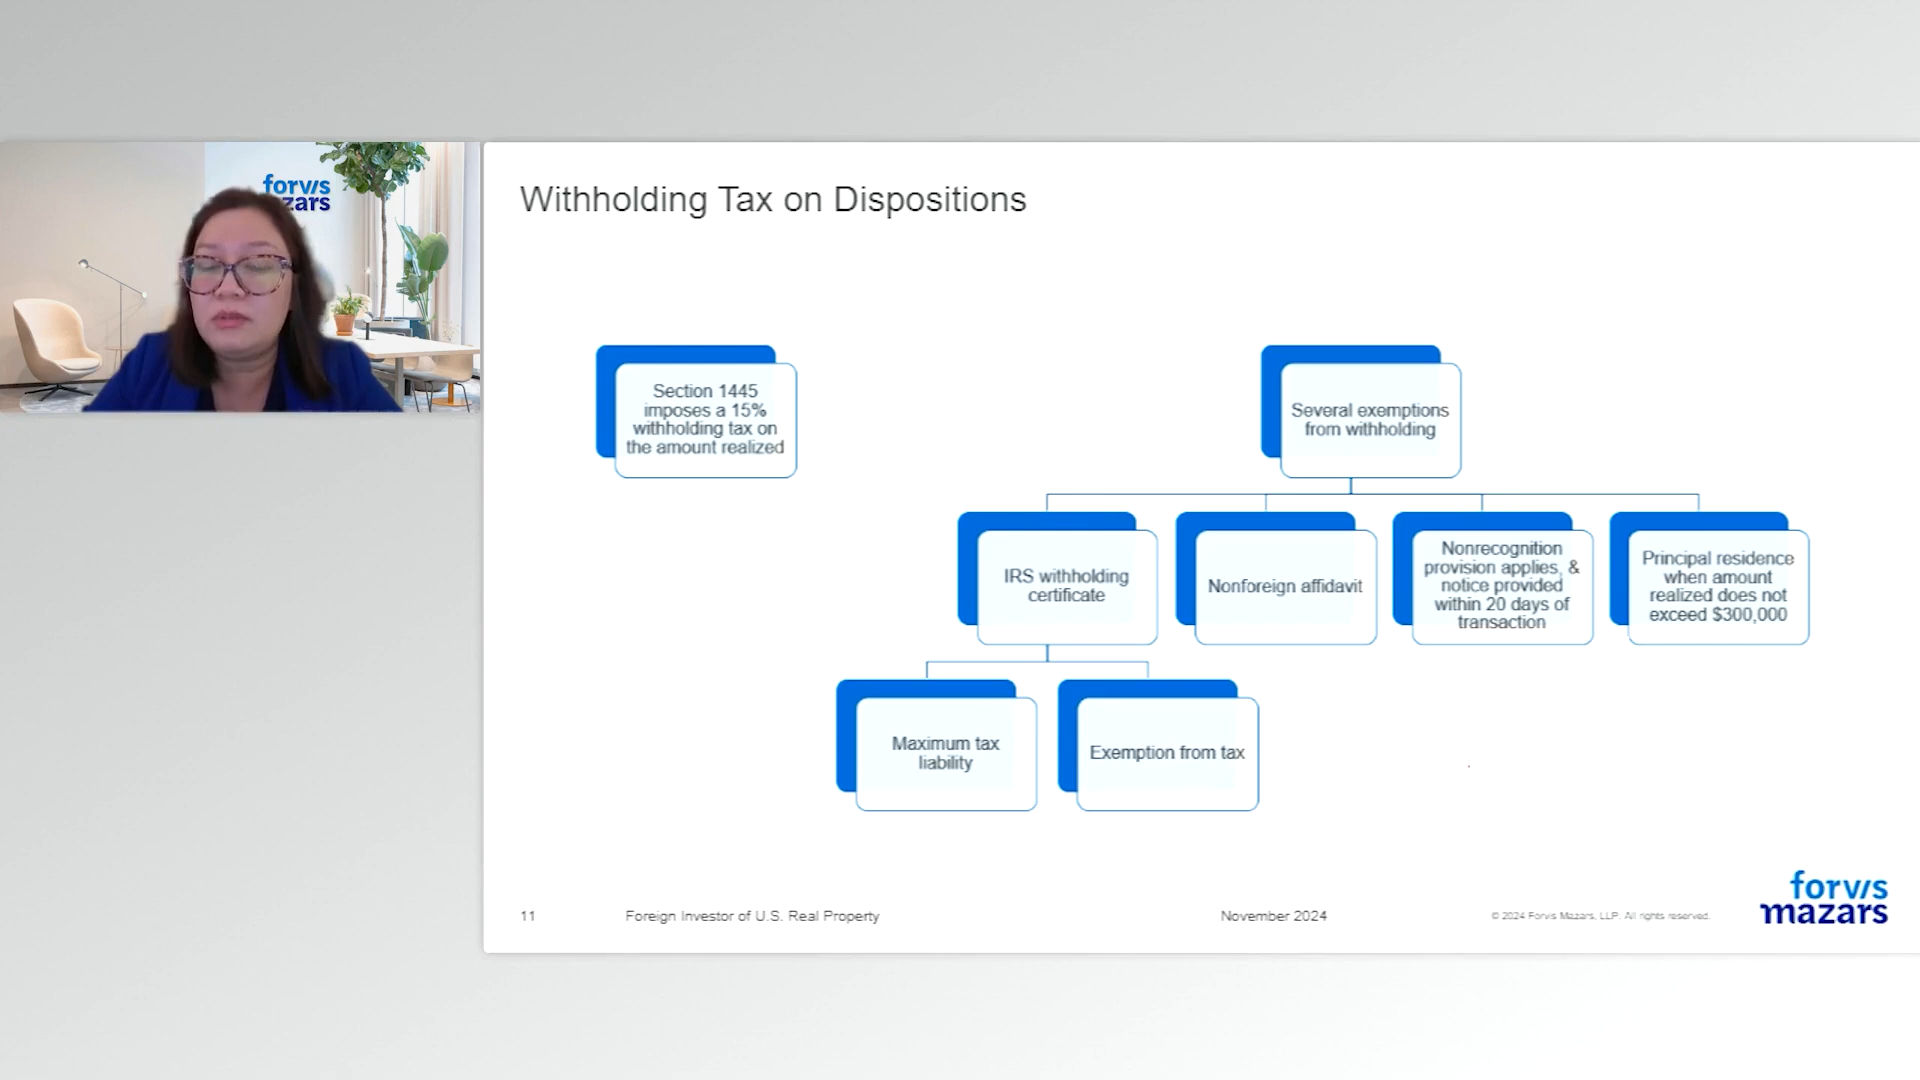 forvis
mazars
Withholding Tax on Dispositions
Section 1445
imposes a 15%
withholding tax on
the amount realized
Several exemptions
from withholding
IRS withholding
certificate
Nonforeign affidavit
Nonrecognition
provision applies, &
notice provided
within 20 days of
transaction
Principal residence
when amount
realized does not
exceed $300,000
Maximum tax
liability
Exemption from tax
11
Foreign Investor of U.S. Real Property
November 2024
© 2024 Forvis Mazars, LLP. All rights reserved.
forvis
mazars